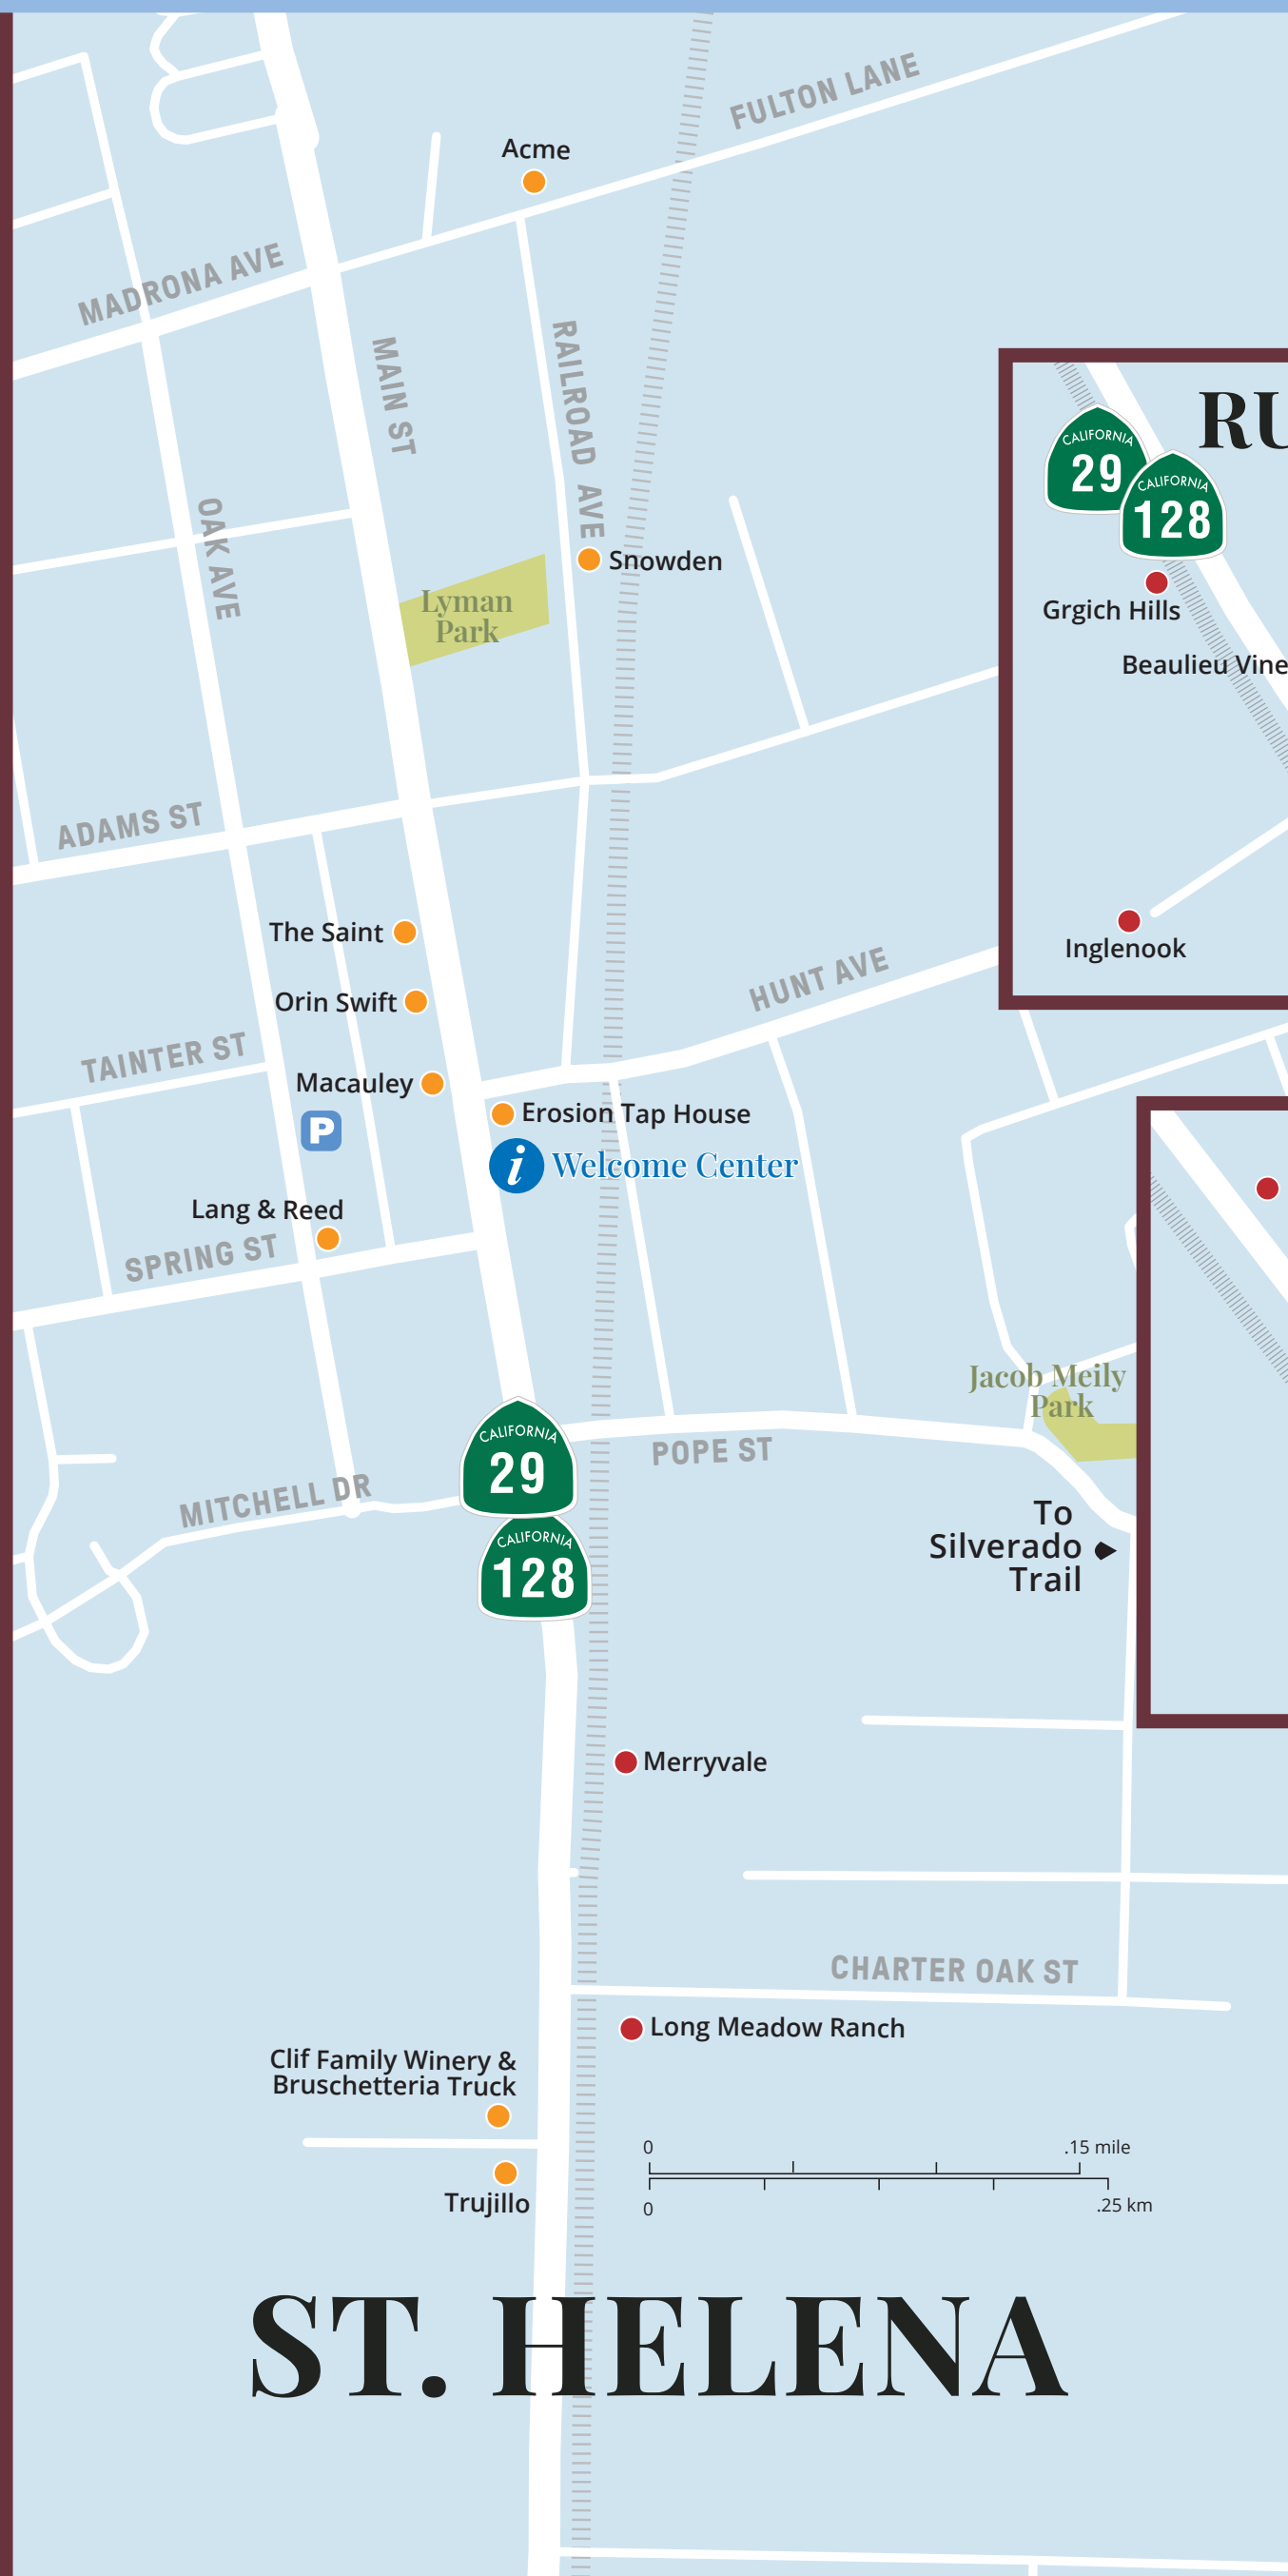 FULTON LANE
Acme
MADRONA AVE
MAIN ST
RAILROAD AVE
OAK AVE
RU
CALIFORNIA
29
CALIFORNIA
128
Snowden
Lyman
Park
Grgich Hills
Beaulieu Vine
ADAMS ST
The Saint
Inglenook
HUNT AVE
Orin Swift
TAINTER ST
Macauley
Erosion Tap House
P
i Welcome Center
Lang & Reed
SPRING ST
Jacob Meily
Park
CALIFORNIA
29
POPE ST
MITCHELL DR
CALIFORNIA
128
To
Silverado
Trail
Merryvale
CHARTER OAK ST
Long Meadow Ranch
Clif Family Winery &
Bruschetteria Truck
0 .15 mile
0 .25 km
Trujillo
ST. HELENA